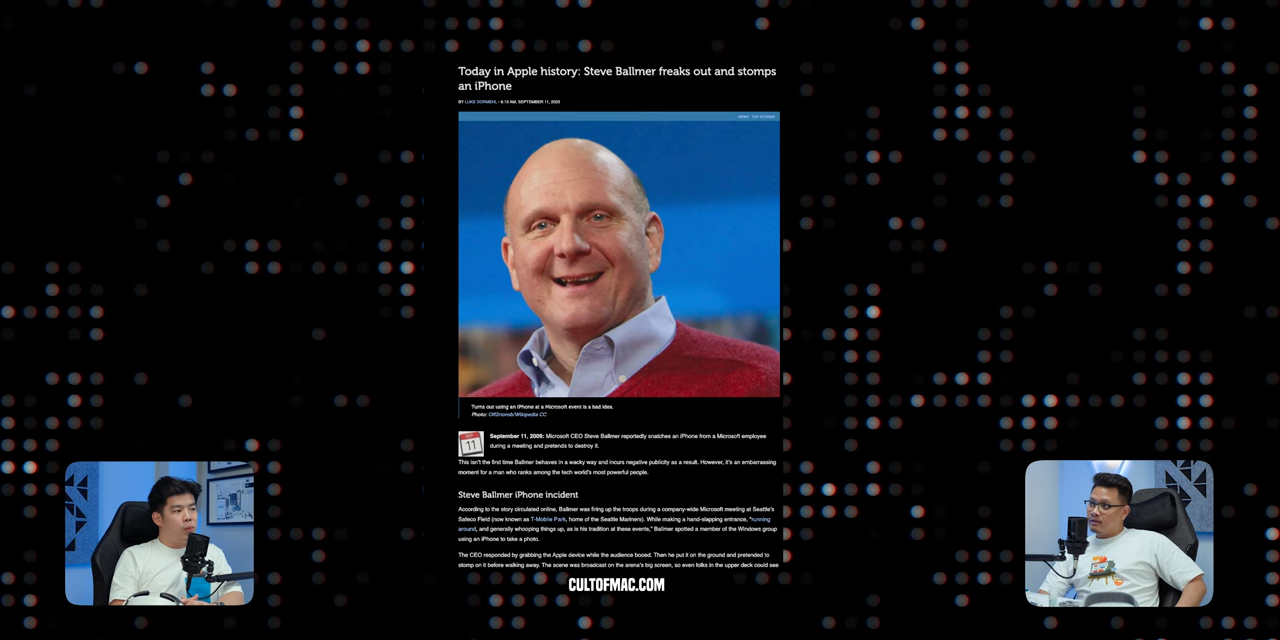 Today in Apple history: Steve Ballmer freaks out and stomps
an iPhone
BY LUKE DORMEHL • 9:15 AM, SEPTEMBER 11, 2023
NEWS TOP STORIES
Turns out using an iPhone at a Microsoft event is a bad idea.
Photo: Off2riorob/Wikipedia CC
11
September 11, 2009: Microsoft CEO Steve Ballmer reportedly snatches an iPhone from a Microsoft employee
during a meeting and pretends to destroy it.
This isn't the first time Ballmer behaves in a wacky way and incurs negative publicity as a result. However, it's an embarrassing
moment for a man who ranks among the tech world's most powerful people.
Steve Ballmer iPhone incident
According to the story circulated online, Ballmer was firing up the troops during a company-wide Microsoft meeting at Seattle's
Safeco Field (now known as T-Mobile Park, home of the Seattle Mariners). While making a hand-slapping entrance, "running
around, and generally whooping things up, as is his tradition at these events," Ballmer spotted a member of the Windows group
using an iPhone to take a photo.
The CEO responded by grabbing the Apple device while the audience booed. Then he put it on the ground and pretended to
stomp on it before walking away. The scene was broadcast on the arena's big screen, so even folks in the upper deck could see
CULTOFMAC.COM